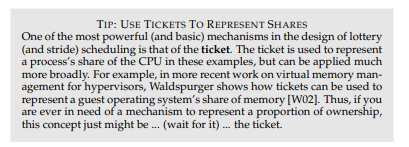 TIP: USE TICKETS TO REPRESENT SHARES
One of the most powerful (and basic) mechanisms in the design of lottery
(and stride) scheduling is that of the ticket. The ticket is used to represent
a process's share of the CPU in these examples, but can be applied much
more broadly. For example, in more recent work on virtual memory man-
agement for hypervisors, Waldspurger shows how tickets can be used to
represent a guest operating system's share of memory [W02]. Thus, if you
are ever in need of a mechanism to represent a proportion of ownership,
this concept just might be ... (wait for it) ... the ticket.